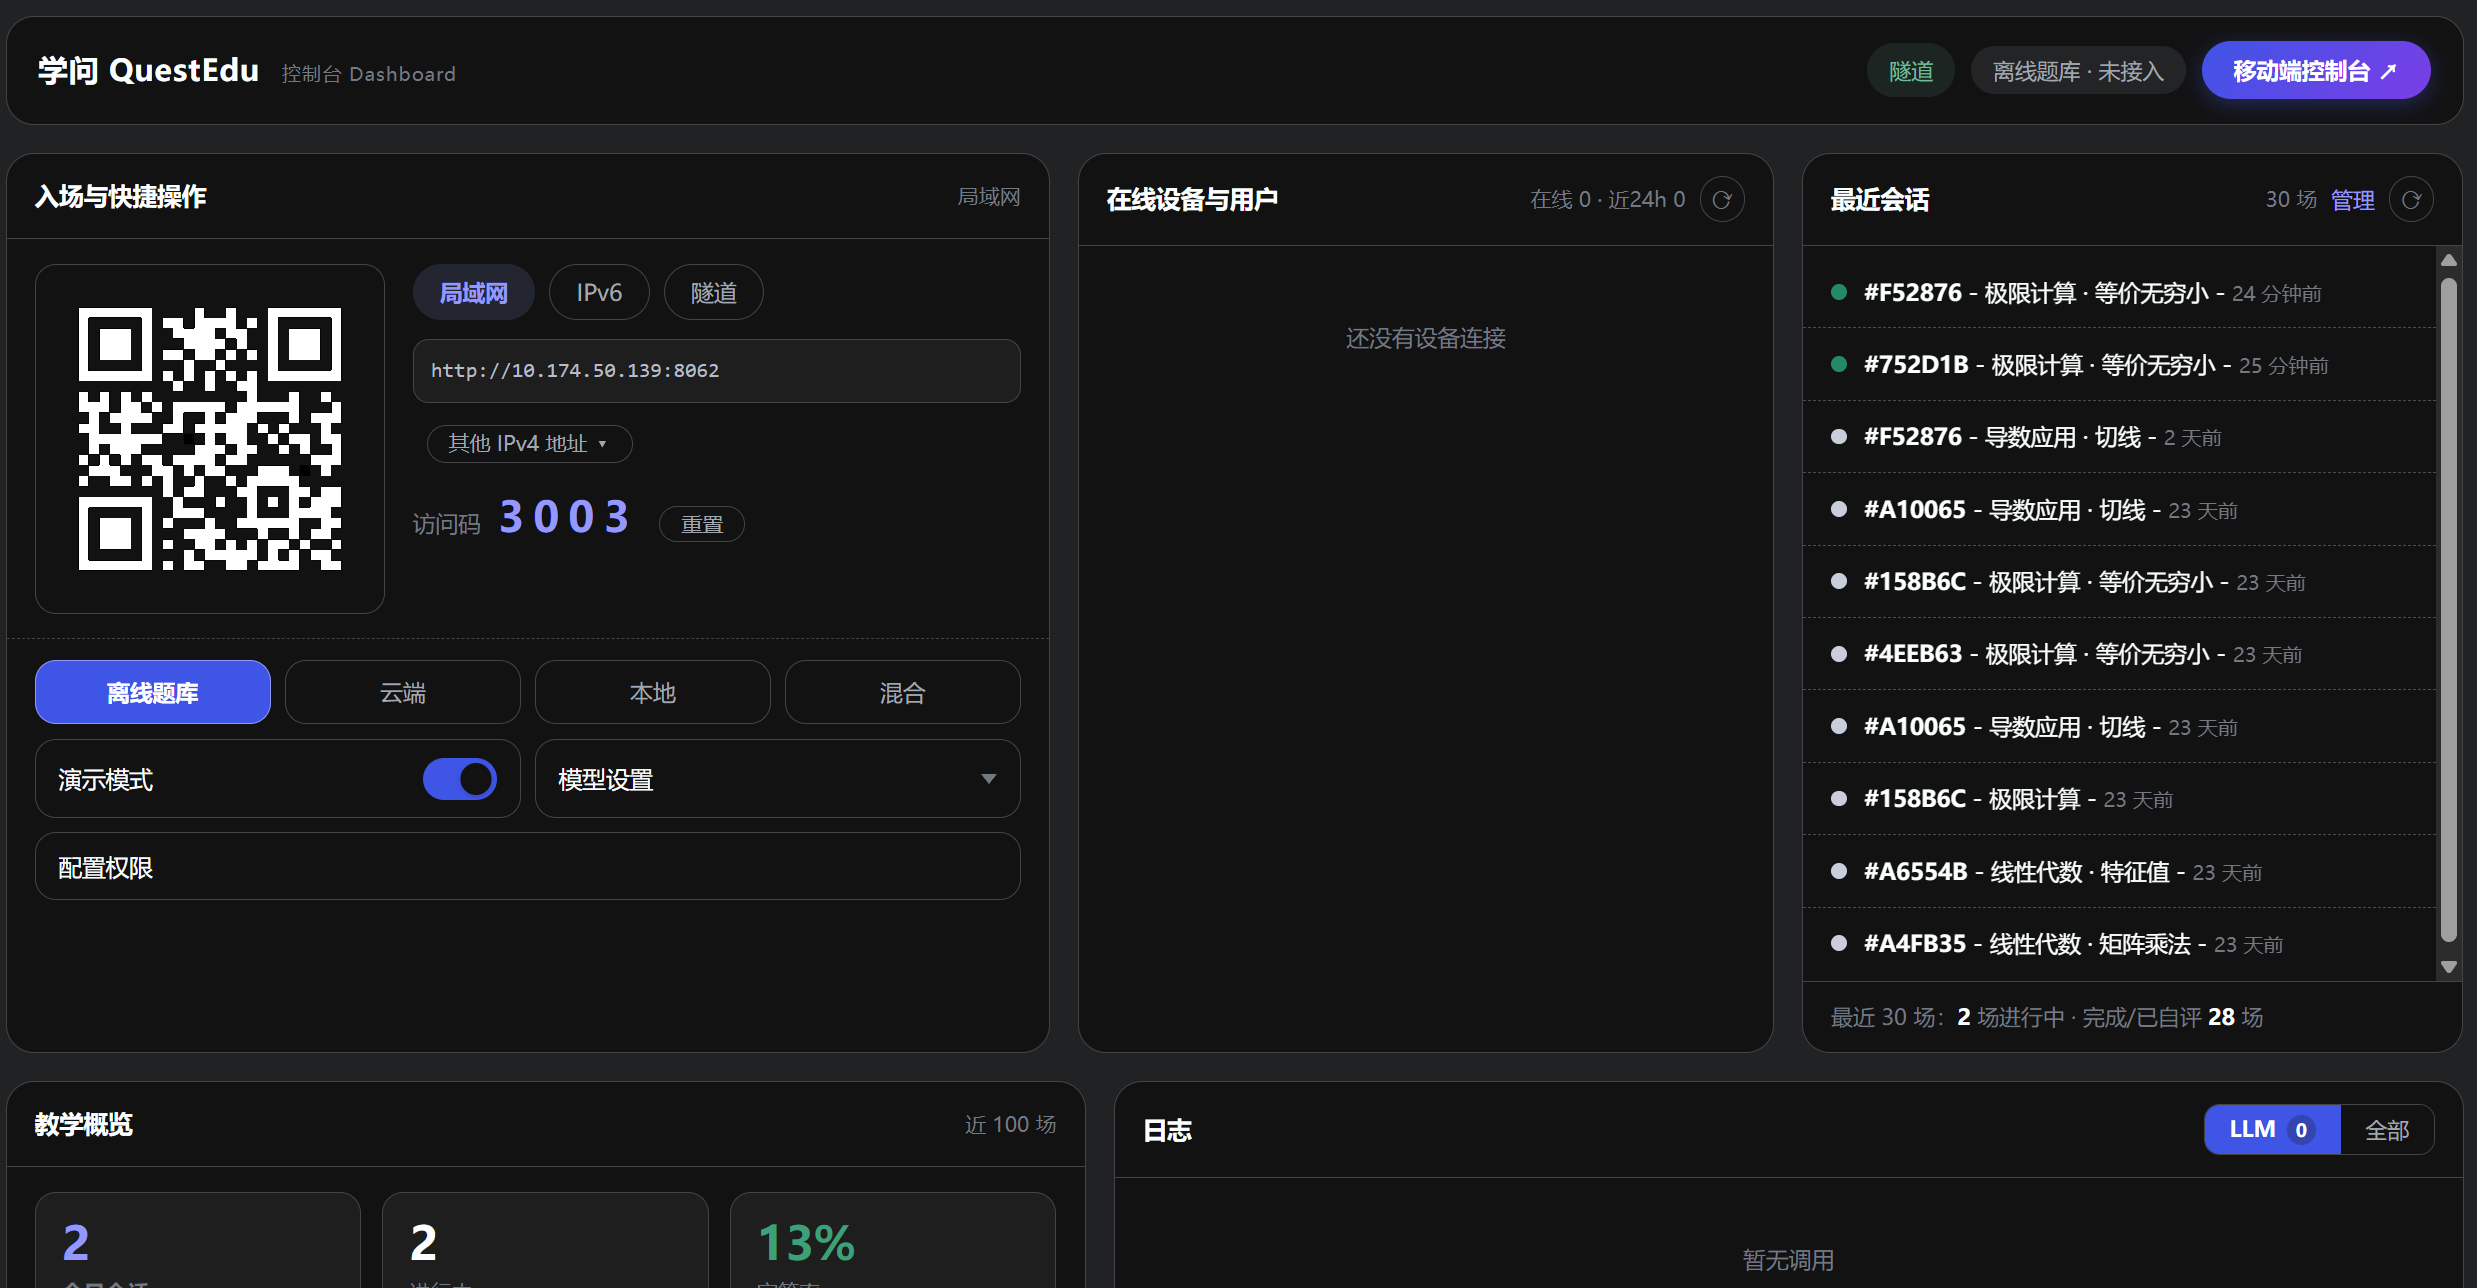 学问 QuestEdu 控制台 Dashboard
隧道
离线题库 · 未接入
移动端控制台 ↗
入场与快捷操作
局域网
局域网
IPv6
隧道
http://10.174.50.139:8062
其他 IPv4 地址 ▾
访问码 3003 重置
离线题库
云端
本地
混合
演示模式
模型设置
配置权限
在线设备与用户
在线 0 · 近24h 0
还没有设备连接
最近会话
30 场 管理
#F52876 - 极限计算 · 等价无穷小 - 24 分钟前
#752D1B - 极限计算 · 等价无穷小 - 25 分钟前
#F52876 - 导数应用 · 切线 - 2 天前
#A10065 - 导数应用 · 切线 - 23 天前
#158B6C - 极限计算 · 等价无穷小 - 23 天前
#4EEB63 - 极限计算 · 等价无穷小 - 23 天前
#A10065 - 导数应用 · 切线 - 23 天前
#158B6C - 极限计算 - 23 天前
#A6554B - 线性代数 · 特征值 - 23 天前
#A4FB35 - 线性代数 · 矩阵乘法 - 23 天前
最近 30 场：2 场进行中 · 完成/已自评 28 场
教学概览
近 100 场
2
2
13%
日志
LLM 0
全部
暂无调用